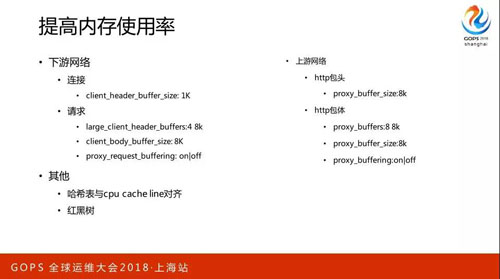 提高内存使用率
GOPS 2018
shanghai
• 下游网络
• 连接
• client_header_buffer_size: 1K
• 请求
• large_client_header_buffers:4 8k
• client_body_buffer_size: 8K
• proxy_request_buffering: on|off
• 其他
• 哈希表与cpu cache line对齐
• 红黑树
• 上游网络
• http包头
• proxy_buffer_size:8k
• http包体
• proxy_buffers:8 8k
• proxy_buffer_size:8k
• proxy_buffering:on|off
GOPS 全球运维大会2018·上海站